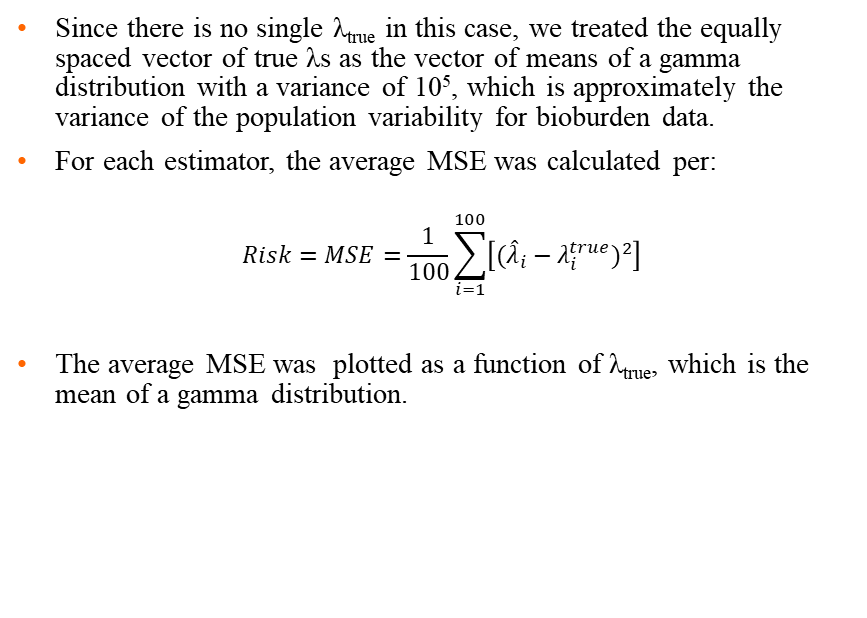 • Since there is no single λtrue in this case, we treated the equally
spaced vector of true λs as the vector of means of a gamma
distribution with a variance of 10⁵, which is approximately the
variance of the population variability for bioburden data.
• For each estimator, the average MSE was calculated per:
Risk = MSE = 1/100 ∑_{i=1}^{100} [(λ̂ᵢ − λᵢ^{true})²]
• The average MSE was plotted as a function of λtrue, which is the
mean of a gamma distribution.